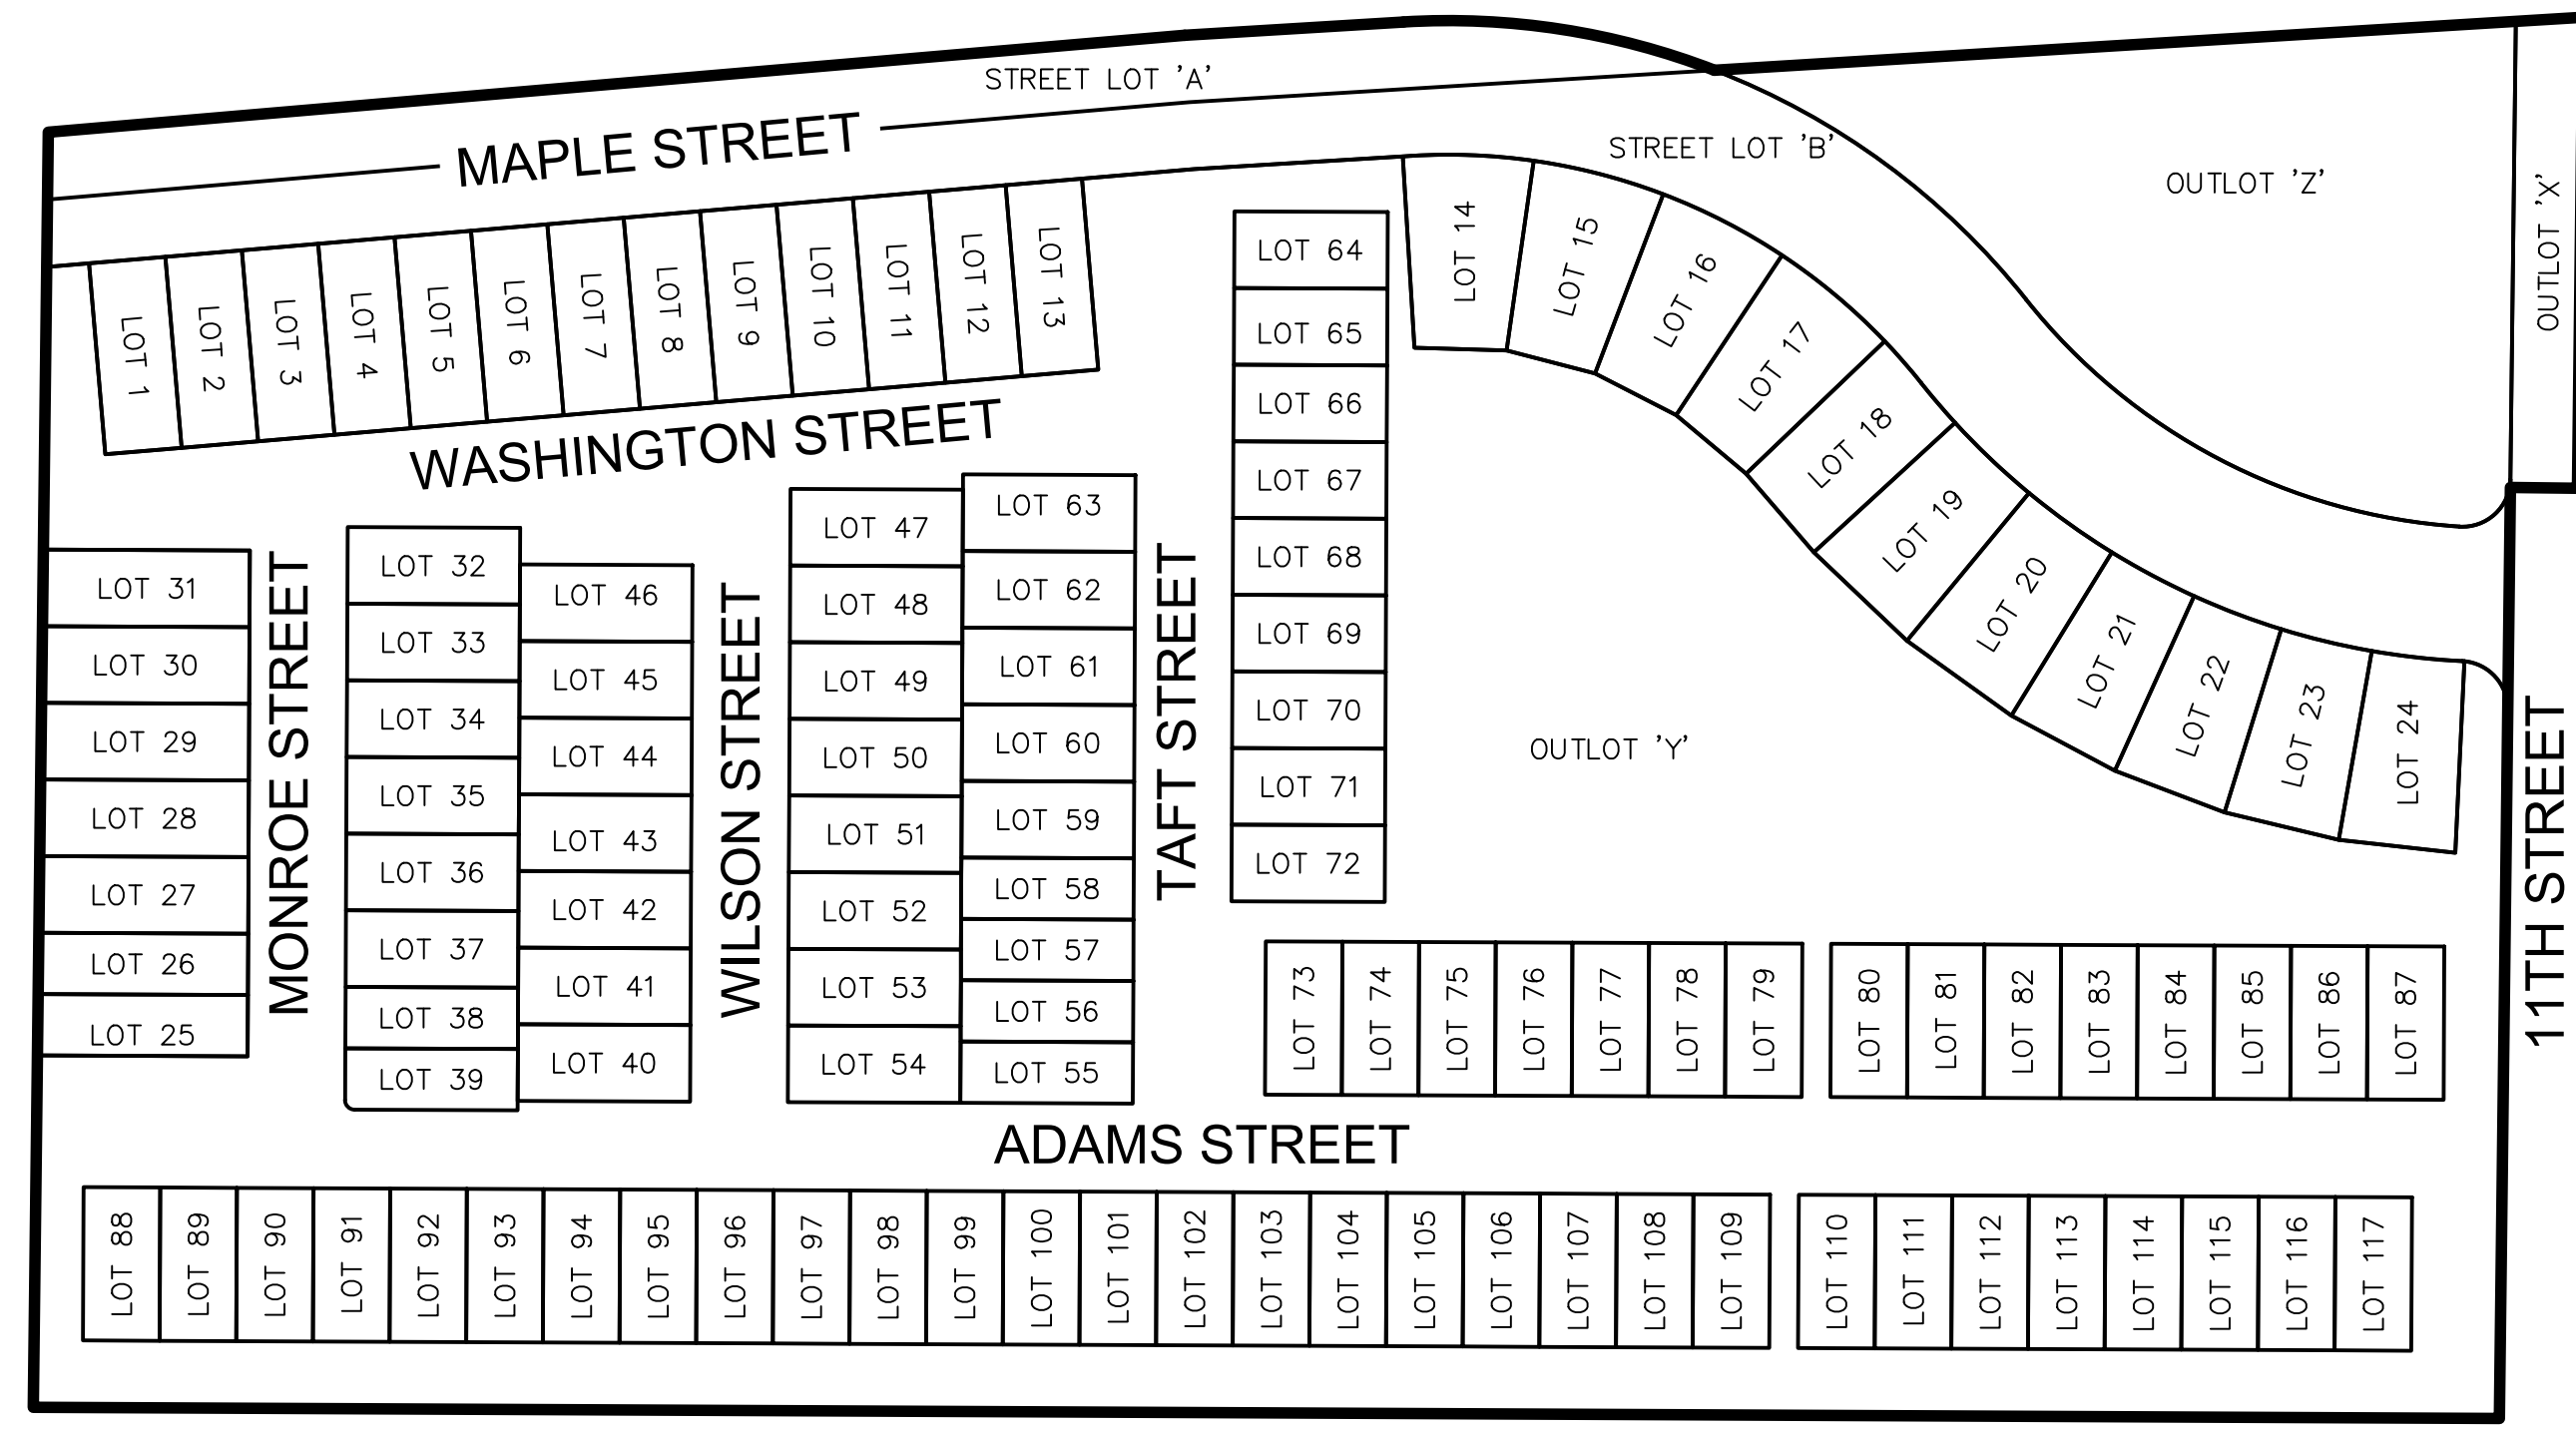 STREET LOT 'A'
MAPLE STREET
STREET LOT 'B'
OUTLOT 'Z'
OUTLOT 'X'
LOT 1
LOT 2
LOT 3
LOT 4
LOT 5
LOT 6
LOT 7
LOT 8
LOT 9
LOT 10
LOT 11
LOT 12
LOT 13
LOT 14
LOT 15
LOT 16
LOT 17
LOT 18
LOT 19
LOT 20
LOT 21
LOT 22
LOT 23
LOT 24
WASHINGTON STREET
LOT 31
LOT 30
LOT 29
LOT 28
LOT 27
LOT 26
LOT 25
MONROE STREET
LOT 32
LOT 33
LOT 34
LOT 35
LOT 36
LOT 37
LOT 38
LOT 39
LOT 46
LOT 45
LOT 44
LOT 43
LOT 42
LOT 41
LOT 40
WILSON STREET
LOT 47
LOT 48
LOT 49
LOT 50
LOT 51
LOT 52
LOT 53
LOT 54
LOT 63
LOT 62
LOT 61
LOT 60
LOT 59
LOT 58
LOT 57
LOT 56
LOT 55
TAFT STREET
LOT 64
LOT 65
LOT 66
LOT 67
LOT 68
LOT 69
LOT 70
LOT 71
LOT 72
OUTLOT 'Y'
11TH STREET
LOT 73
LOT 74
LOT 75
LOT 76
LOT 77
LOT 78
LOT 79
LOT 80
LOT 81
LOT 82
LOT 83
LOT 84
LOT 85
LOT 86
LOT 87
ADAMS STREET
LOT 88
LOT 89
LOT 90
LOT 91
LOT 92
LOT 93
LOT 94
LOT 95
LOT 96
LOT 97
LOT 98
LOT 99
LOT 100
LOT 101
LOT 102
LOT 103
LOT 104
LOT 105
LOT 106
LOT 107
LOT 108
LOT 109
LOT 110
LOT 111
LOT 112
LOT 113
LOT 114
LOT 115
LOT 116
LOT 117